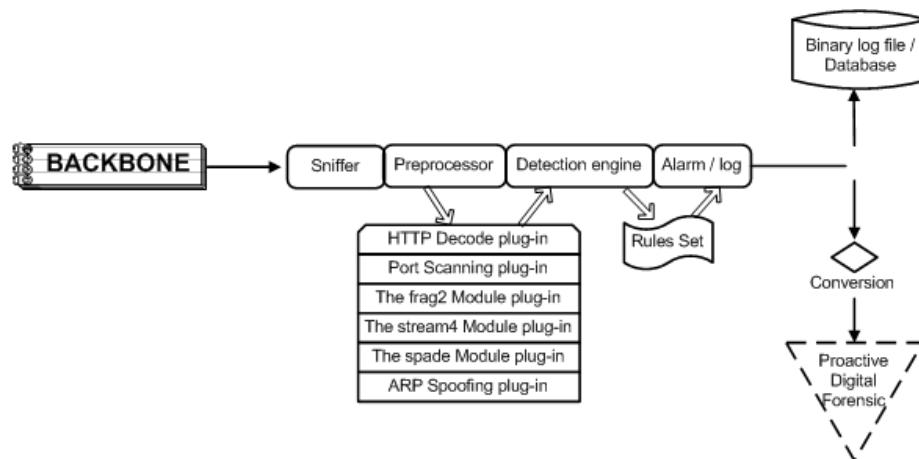 Binary log file /
Database
BACKBONE
Sniffer
Preprocessor
Detection engine
Alarm / log
HTTP Decode plug-in
Port Scanning plug-in
The frag2 Module plug-in
The stream4 Module plug-in
The spade Module plug-in
ARP Spoofing plug-in
Rules Set
Conversion
Proactive
Digital
Forensic